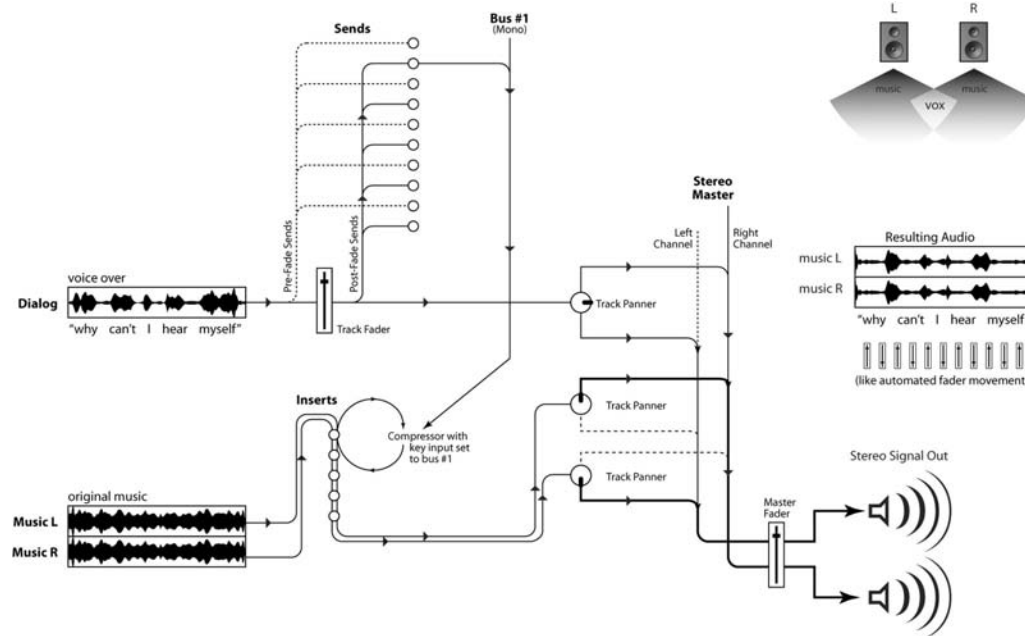 Sends
Bus #1
(Mono)
L
R
music
music
vox
Pre-Fade Sends
Post-Fade Sends
Stereo
Master
Left
Channel
Right
Channel
voice over
Dialog
"why can't I hear myself"
Track Fader
Track Panner
Resulting Audio
music L
music R
"why can't I hear myself"
(like automated fader movement
Inserts
Compressor with
key input set
to bus #1
Track Panner
Track Panner
original music
Music L
Music R
Master
Fader
Stereo Signal Out